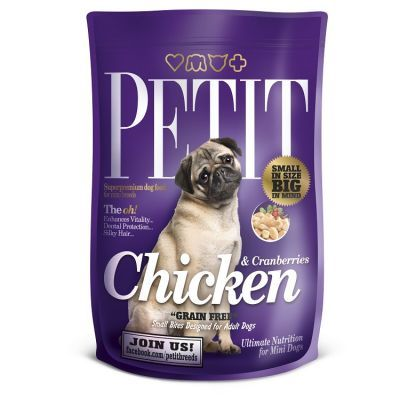 PETIT
Superpremium dog food
for mini breeds
SMALL
IN SIZE
BIG
IN MIND
The oh!
Enhances Vitality...
Dental Protection...
Silky Hair...
& Cranberries
Chicken
"GRAIN FREE
Small Bites Designed for Adult Dogs
JOIN US!
facebook.com/petitbreeds
Ultimate Nutrition
for Mini Dogs